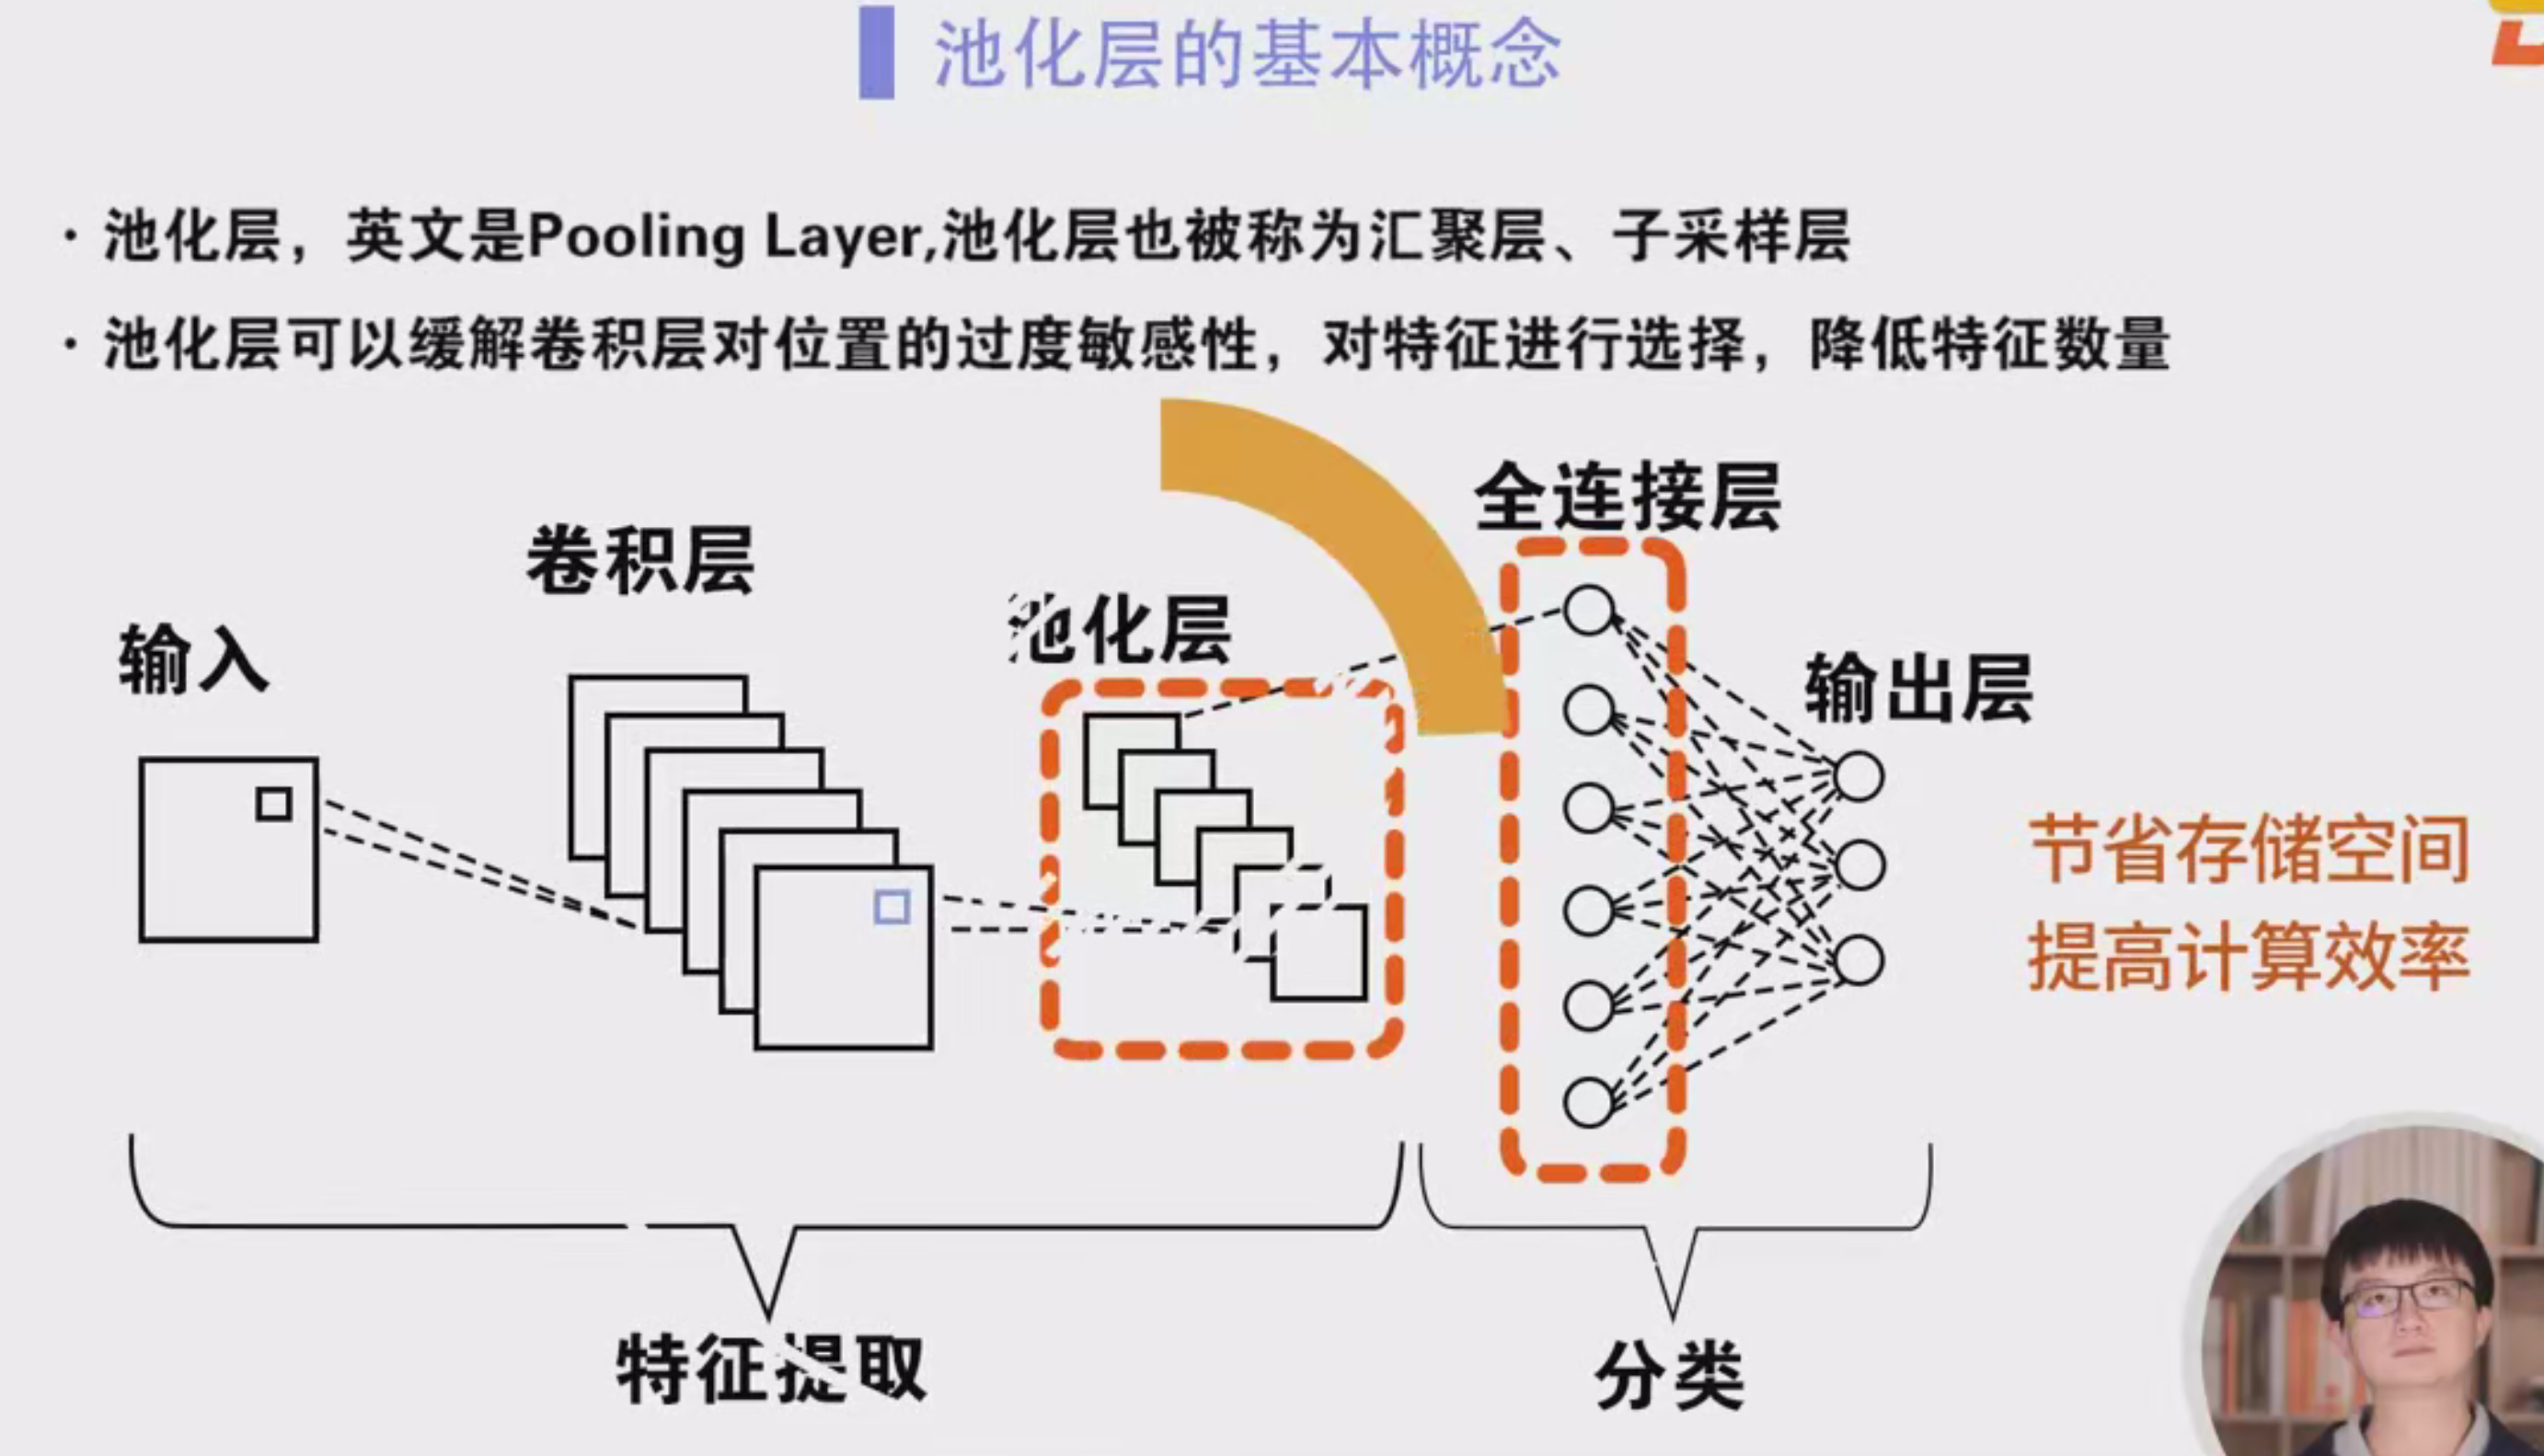 池化层的基本概念
· 池化层，英文是Pooling Layer,池化层也被称为汇聚层、子采样层
· 池化层可以缓解卷积层对位置的过度敏感性，对特征进行选择，降低特征数量
输入
卷积层
池化层
全连接层
输出层
节省存储空间
提高计算效率
特征提取
分类